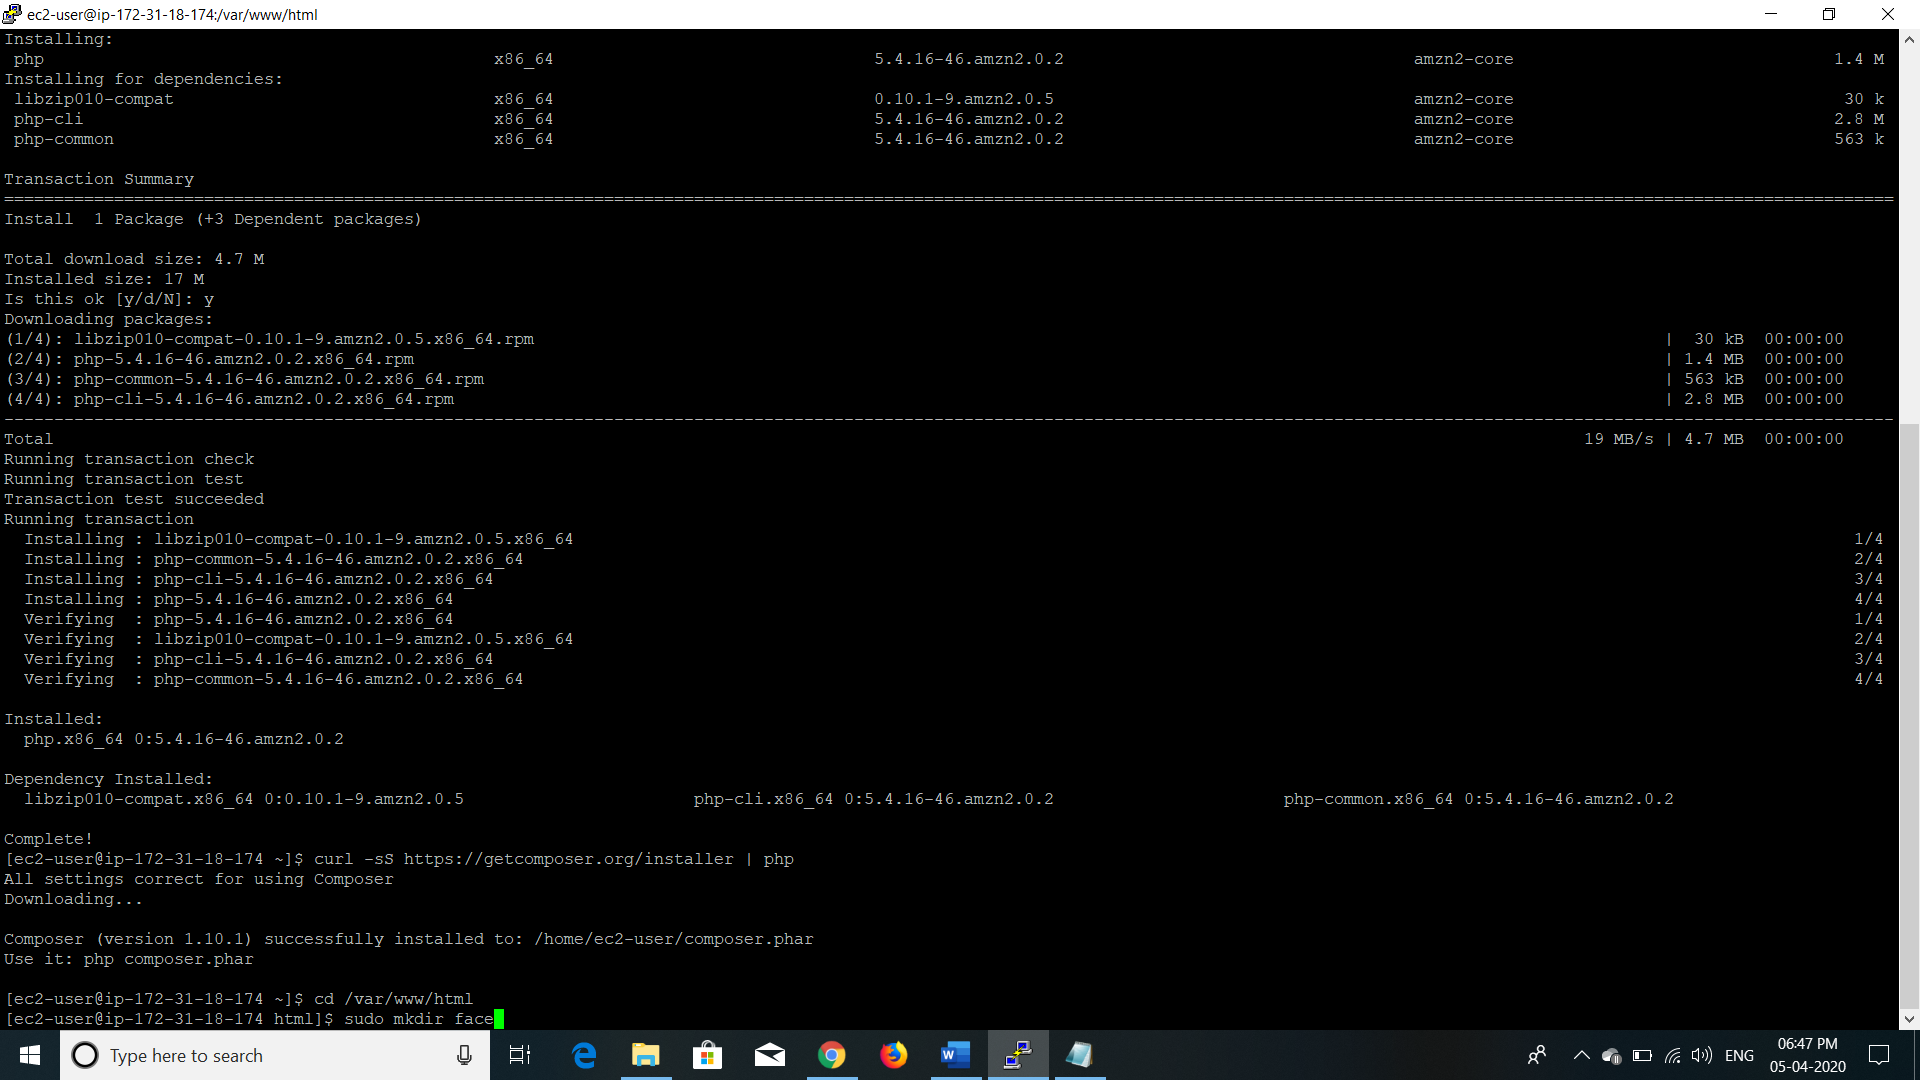 ec2-user@ip-172-31-18-174:/var/www/html
Installing:
php x86_64 5.4.16-46.amzn2.0.2 amzn2-core 1.4 M
Installing for dependencies:
libzip010-compat x86_64 0.10.1-9.amzn2.0.5 amzn2-core 30 k
php-cli x86_64 5.4.16-46.amzn2.0.2 amzn2-core 2.8 M
php-common x86_64 5.4.16-46.amzn2.0.2 amzn2-core 563 k
Transaction Summary
================================================================================
Install  1 Package (+3 Dependent packages)
Total download size: 4.7 M
Installed size: 17 M
Is this ok [y/d/N]: y
Downloading packages:
(1/4): libzip010-compat-0.10.1-9.amzn2.0.5.x86_64.rpm | 30 kB 00:00:00
(2/4): php-5.4.16-46.amzn2.0.2.x86_64.rpm | 1.4 MB 00:00:00
(3/4): php-common-5.4.16-46.amzn2.0.2.x86_64.rpm | 563 kB 00:00:00
(4/4): php-cli-5.4.16-46.amzn2.0.2.x86_64.rpm | 2.8 MB 00:00:00
--------------------------------------------------------------------------------
Total 19 MB/s | 4.7 MB 00:00:00
Running transaction check
Running transaction test
Transaction test succeeded
Running transaction
Installing : libzip010-compat-0.10.1-9.amzn2.0.5.x86_64 1/4
Installing : php-common-5.4.16-46.amzn2.0.2.x86_64 2/4
Installing : php-cli-5.4.16-46.amzn2.0.2.x86_64 3/4
Installing : php-5.4.16-46.amzn2.0.2.x86_64 4/4
Verifying  : php-5.4.16-46.amzn2.0.2.x86_64 1/4
Verifying  : libzip010-compat-0.10.1-9.amzn2.0.5.x86_64 2/4
Verifying  : php-cli-5.4.16-46.amzn2.0.2.x86_64 3/4
Verifying  : php-common-5.4.16-46.amzn2.0.2.x86_64 4/4
Installed:
php.x86_64 0:5.4.16-46.amzn2.0.2
Dependency Installed:
libzip010-compat.x86_64 0:0.10.1-9.amzn2.0.5 php-cli.x86_64 0:5.4.16-46.amzn2.0.2 php-common.x86_64 0:5.4.16-46.amzn2.0.2
Complete!
[ec2-user@ip-172-31-18-174 ~]$ curl -sS https://getcomposer.org/installer | php
All settings correct for using Composer
Downloading...
Composer (version 1.10.1) successfully installed to: /home/ec2-user/composer.phar
Use it: php composer.phar
[ec2-user@ip-172-31-18-174 ~]$ cd /var/www/html
[ec2-user@ip-172-31-18-174 html]$ sudo mkdir face
Type here to search
ENG
06:47 PM
05-04-2020